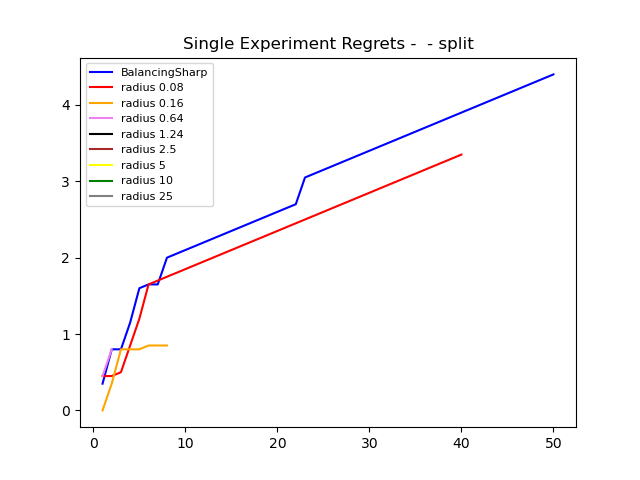 Single Experiment Regrets -  - split
BalancingSharp
radius 0.08
radius 0.16
radius 0.64
radius 1.24
radius 2.5
radius 5
radius 10
radius 25
4
3
2
1
0
0 10 20 30 40 50